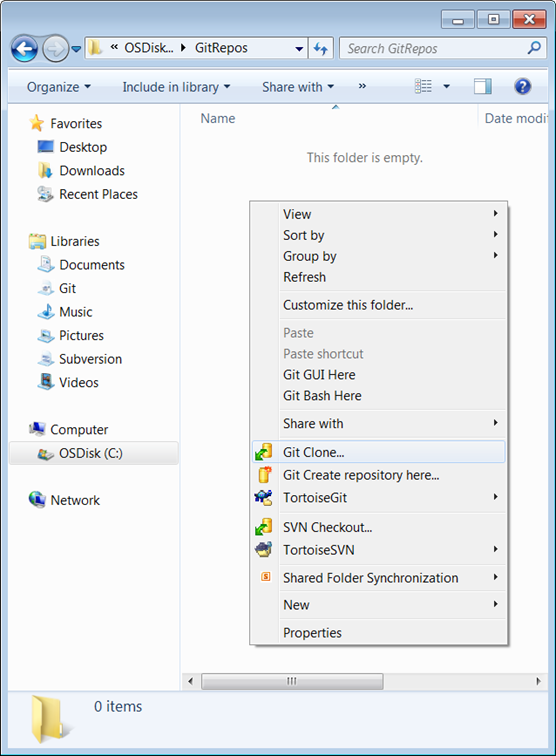 « OSDisk... ▸ GitRepos
Search GitRepos
Organize Include in library Share with »
Name Date modi
Favorites
Desktop
Downloads
Recent Places
Libraries
Documents
Git
Music
Pictures
Subversion
Videos
Computer
OSDisk (C:)
Network
This folder is empty.
View
Sort by
Group by
Refresh
Customize this folder...
Paste
Paste shortcut
Git GUI Here
Git Bash Here
Share with
Git Clone...
Git Create repository here...
TortoiseGit
SVN Checkout...
TortoiseSVN
Shared Folder Synchronization
New
Properties
0 items